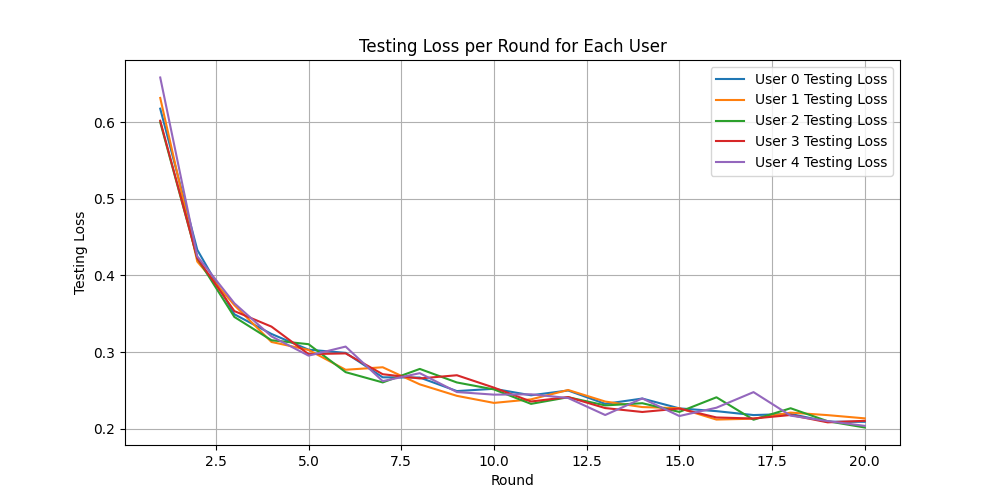 Testing Loss per Round for Each User
User 0 Testing Loss
User 1 Testing Loss
User 2 Testing Loss
User 3 Testing Loss
User 4 Testing Loss
Testing Loss
0.6
0.5
0.4
0.3
0.2
2.5 5.0 7.5 10.0 12.5 15.0 17.5 20.0
Round